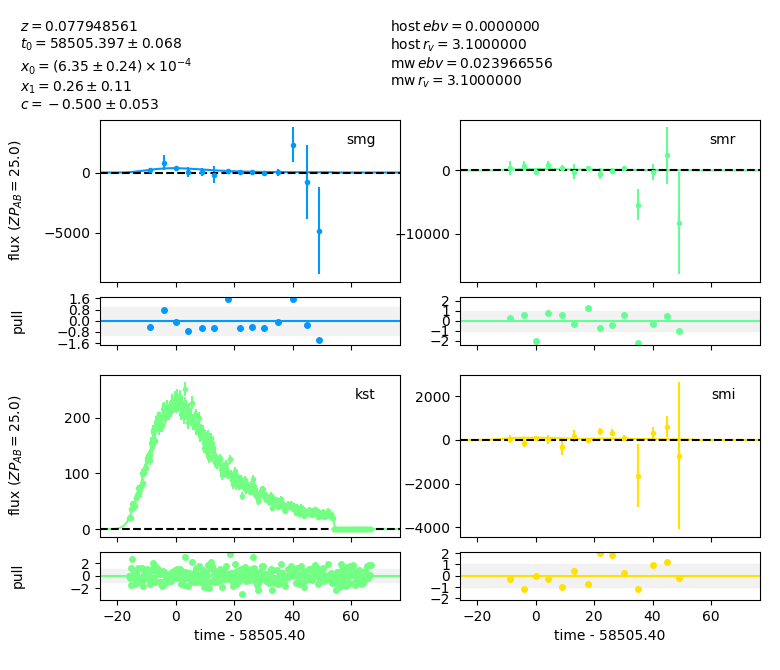 z = 0.077948561
t₀ = 58505.397 ± 0.068
x₀ = (6.35 ± 0.24) × 10⁻⁴
x₁ = 0.26 ± 0.11
c = −0.500 ± 0.053
host ebv = 0.0000000
host r_v = 3.1000000
mw ebv = 0.023966556
mw r_v = 3.1000000
flux (ZP_AB = 25.0)
0
−5000
smg
0
−10000
smr
pull
1.6
0.8
0.0
−0.8
−1.6
2
1
0
−1
−2
flux (ZP_AB = 25.0)
200
100
0
kst
2000
0
−2000
−4000
smi
pull
2
0
−2
2
1
0
−1
−2
−20 0 20 40 60
−20 0 20 40 60
time - 58505.40
time - 58505.40